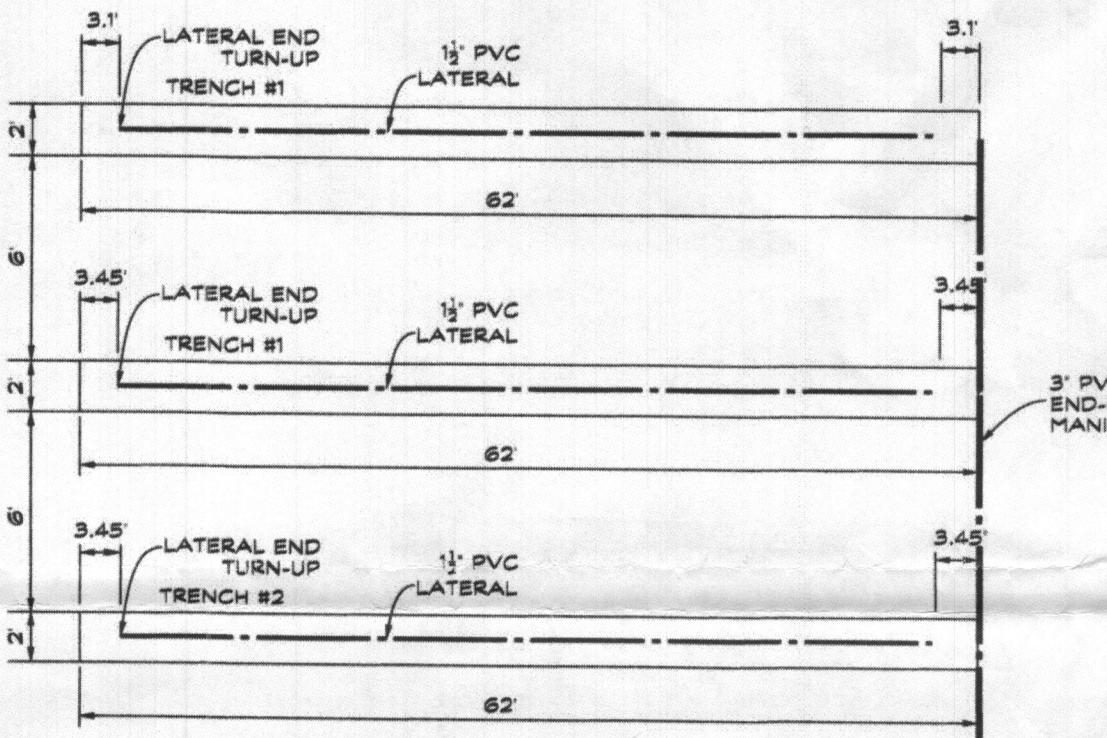 3.1'
3.1'
LATERAL END
TURN-UP
TRENCH #1
1½" PVC
LATERAL
2'
62'
6'
3.45'
3.45'
LATERAL END
TURN-UP
TRENCH #1
1½" PVC
LATERAL
2'
3" PV
END-
MANI
62'
6'
3.45'
3.45'
LATERAL END
TURN-UP
TRENCH #2
1½" PVC
LATERAL
2'
62'